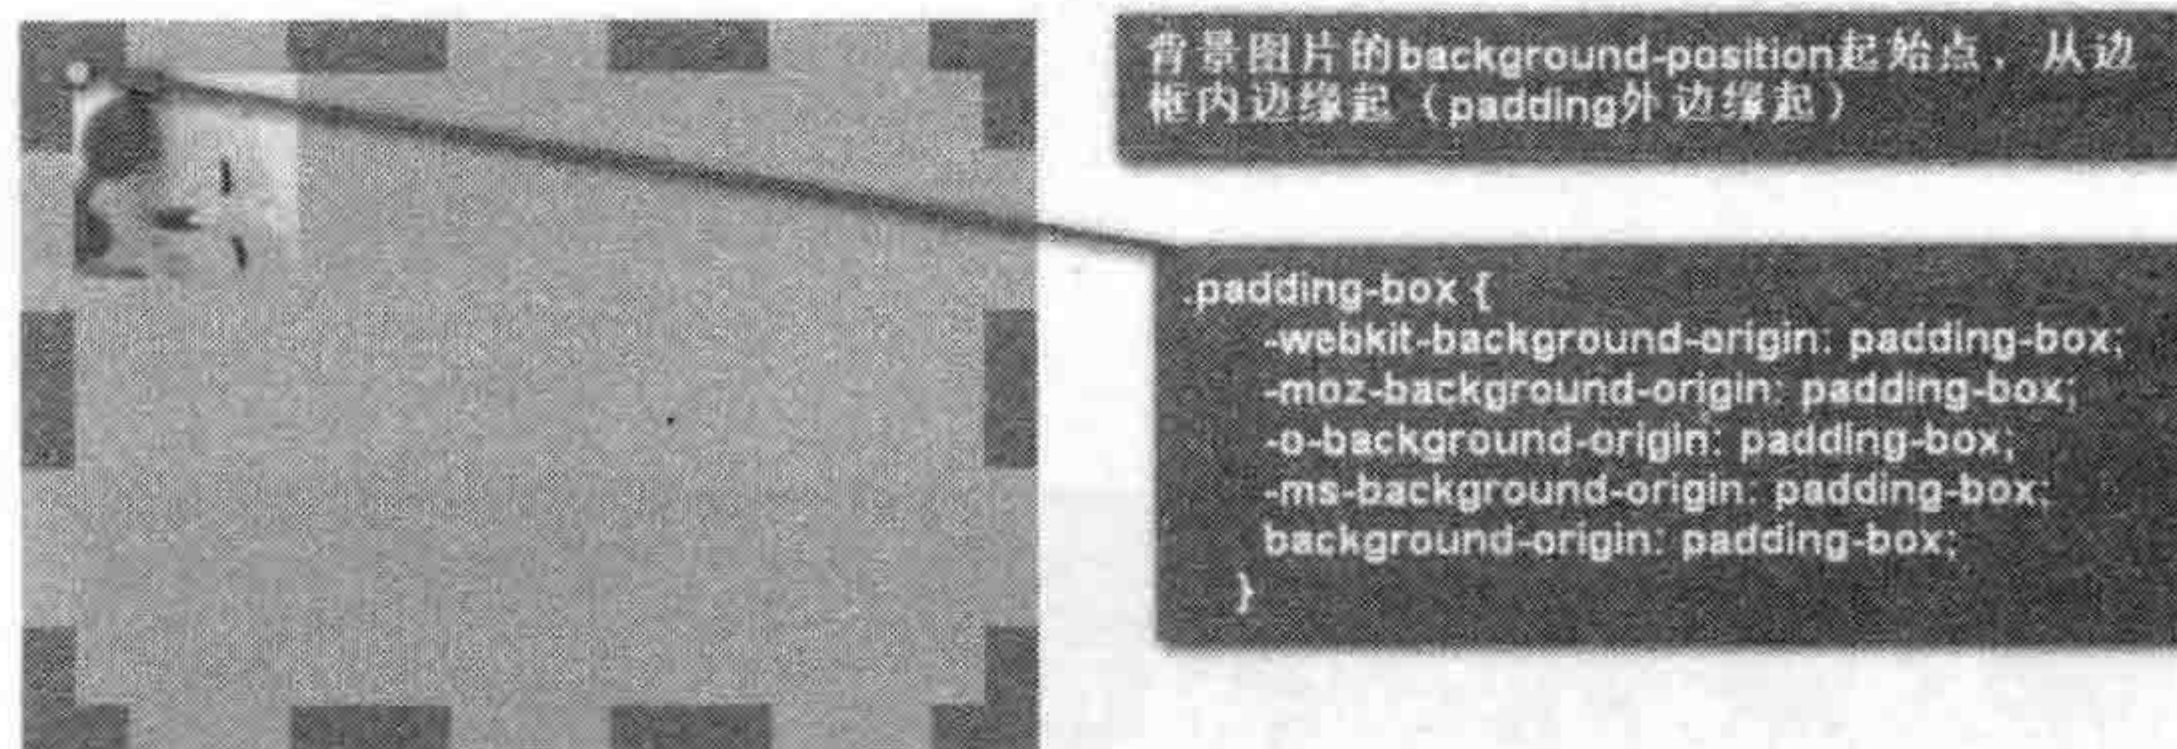 背景图片的background-position起始点，从边
框内边缘起（padding外边缘起）
.padding-box {
-webkit-background-origin: padding-box;
-moz-background-origin: padding-box;
-o-background-origin: padding-box;
-ms-background-origin: padding-box;
background-origin: padding-box;
}